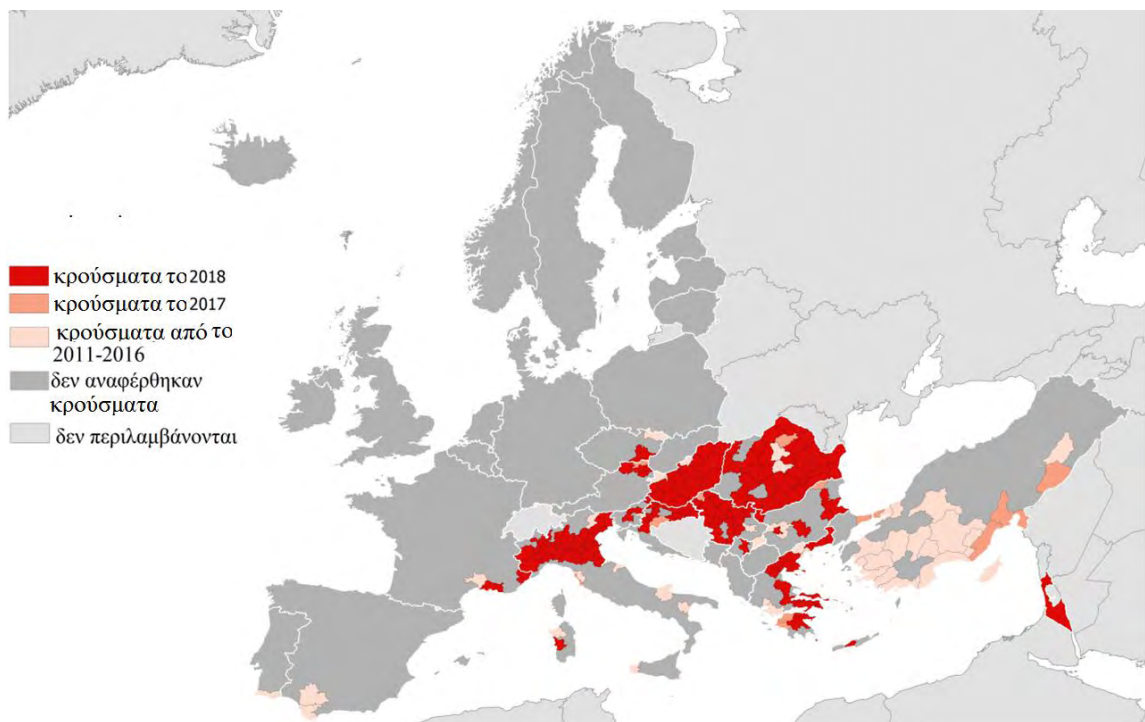 κρούσματα το 2018
κρούσματα το 2017
κρούσματα από το
2011-2016
δεν αναφέρθηκαν
κρούσματα
δεν περιλαμβάνονται